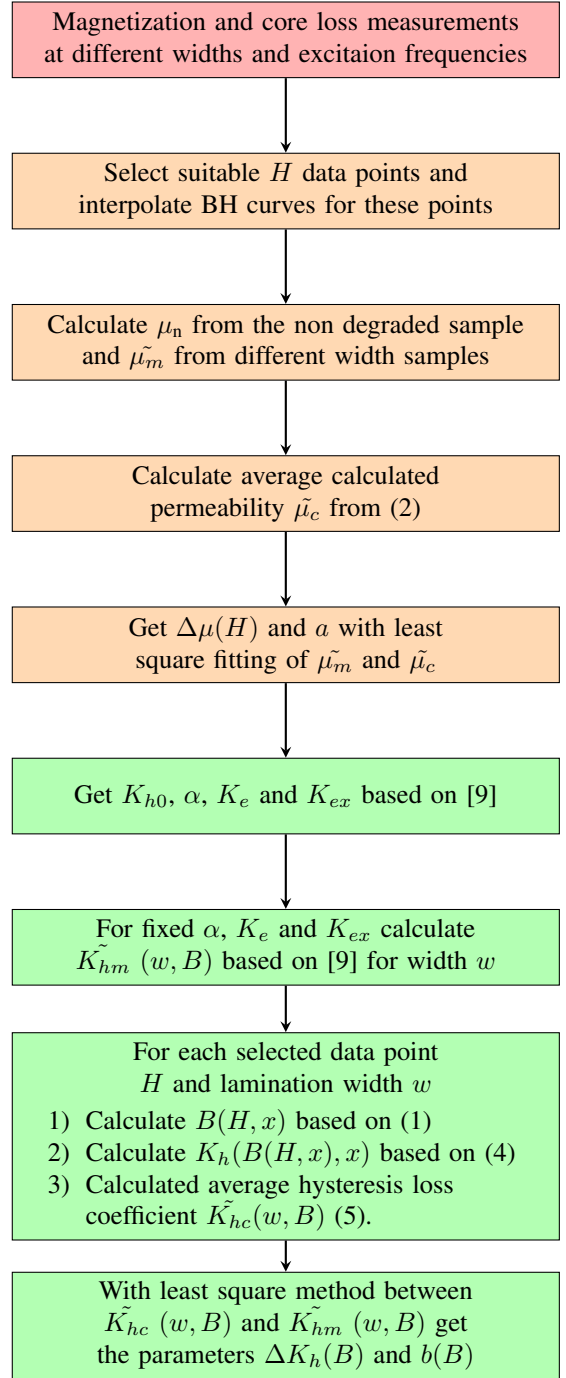 Magnetization and core loss measurements
at different widths and excitaion frequencies
Select suitable H data points and
interpolate BH curves for these points
Calculate μn from the non degraded sample
and μ̃m from different width samples
Calculate average calculated
permeability μ̃c from (2)
Get Δμ(H) and a with least
square fitting of μ̃m and μ̃c
Get Kh0, α, Ke and Kex based on [9]
For fixed α, Ke and Kex calculate
K̃hm (w, B) based on [9] for width w
For each selected data point
H and lamination width w
1) Calculate B(H, x) based on (1)
2) Calculate Kh(B(H, x), x) based on (4)
3) Calculated average hysteresis loss
coefficient K̃hc(w, B) (5).
With least square method between
K̃hc (w, B) and K̃hm (w, B) get
the parameters ΔKh(B) and b(B)